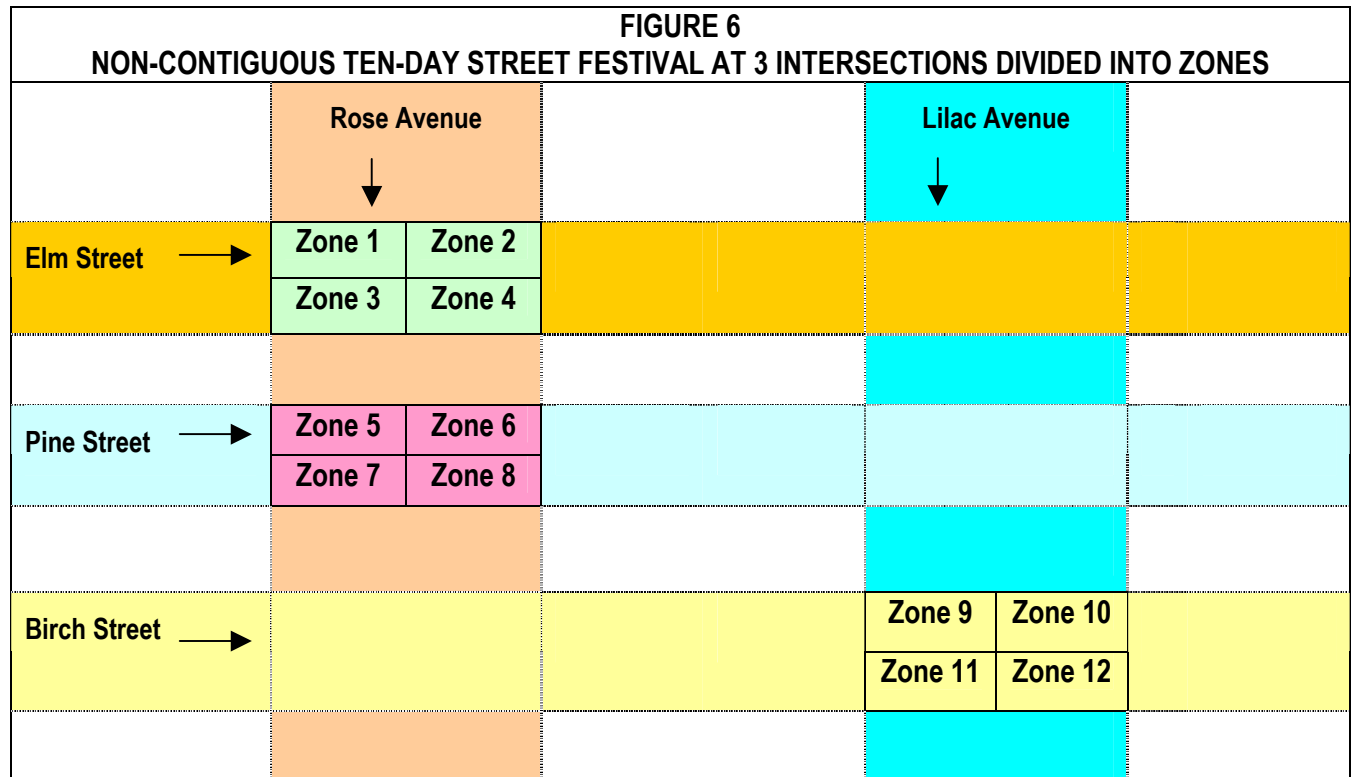 FIGURE 6
NON-CONTIGUOUS TEN-DAY STREET FESTIVAL AT 3 INTERSECTIONS DIVIDED INTO ZONES
Rose Avenue
Lilac Avenue
Elm Street
Zone 1
Zone 2
Zone 3
Zone 4
Pine Street
Zone 5
Zone 6
Zone 7
Zone 8
Birch Street
Zone 9
Zone 10
Zone 11
Zone 12